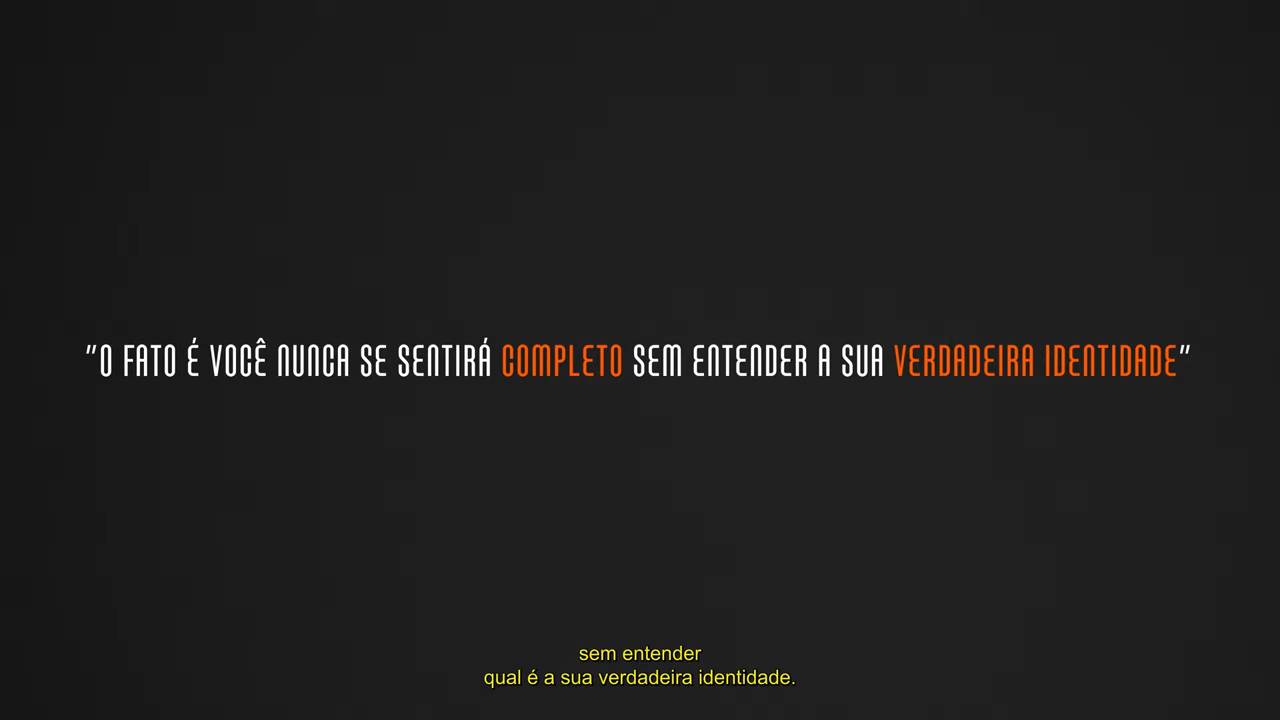 "O FATO É VOCÊ NUNCA SE SENTIRÁ COMPLETO SEM ENTENDER A SUA VERDADEIRA IDENTIDADE"
sem entender
qual é a sua verdadeira identidade.